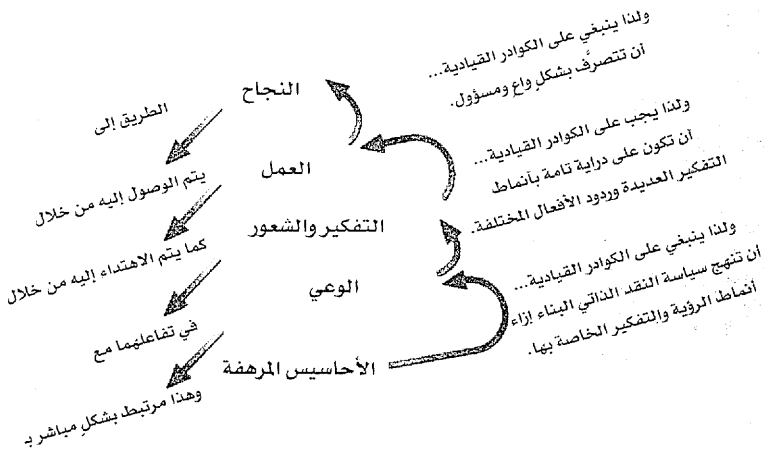 ولذا ينبغي على الكوادر القيادية...
أن تتصرَّف بشكلٍ واعٍ ومسؤول.
النجاح
الطريق إلى
ولذا يجب على الكوادر القيادية...
أن تكون على دراية تامة بأنماط
التفكير العديدة وردود الأفعال المختلفة.
العمل
يتم الوصول إليه من خلال
التفكير والشعور
كما يتم الاهتداء إليه من خلال
ولذا ينبغي على الكوادر القيادية...
أن تنهج سياسة النقد الذاتي البناء إزاء
أنماط الرؤية والتفكير الخاصة بها.
الوعي
في تفاعلهما مع
الأحاسيس المرهفة
وهذا مرتبط بشكلٍ مباشر بـ